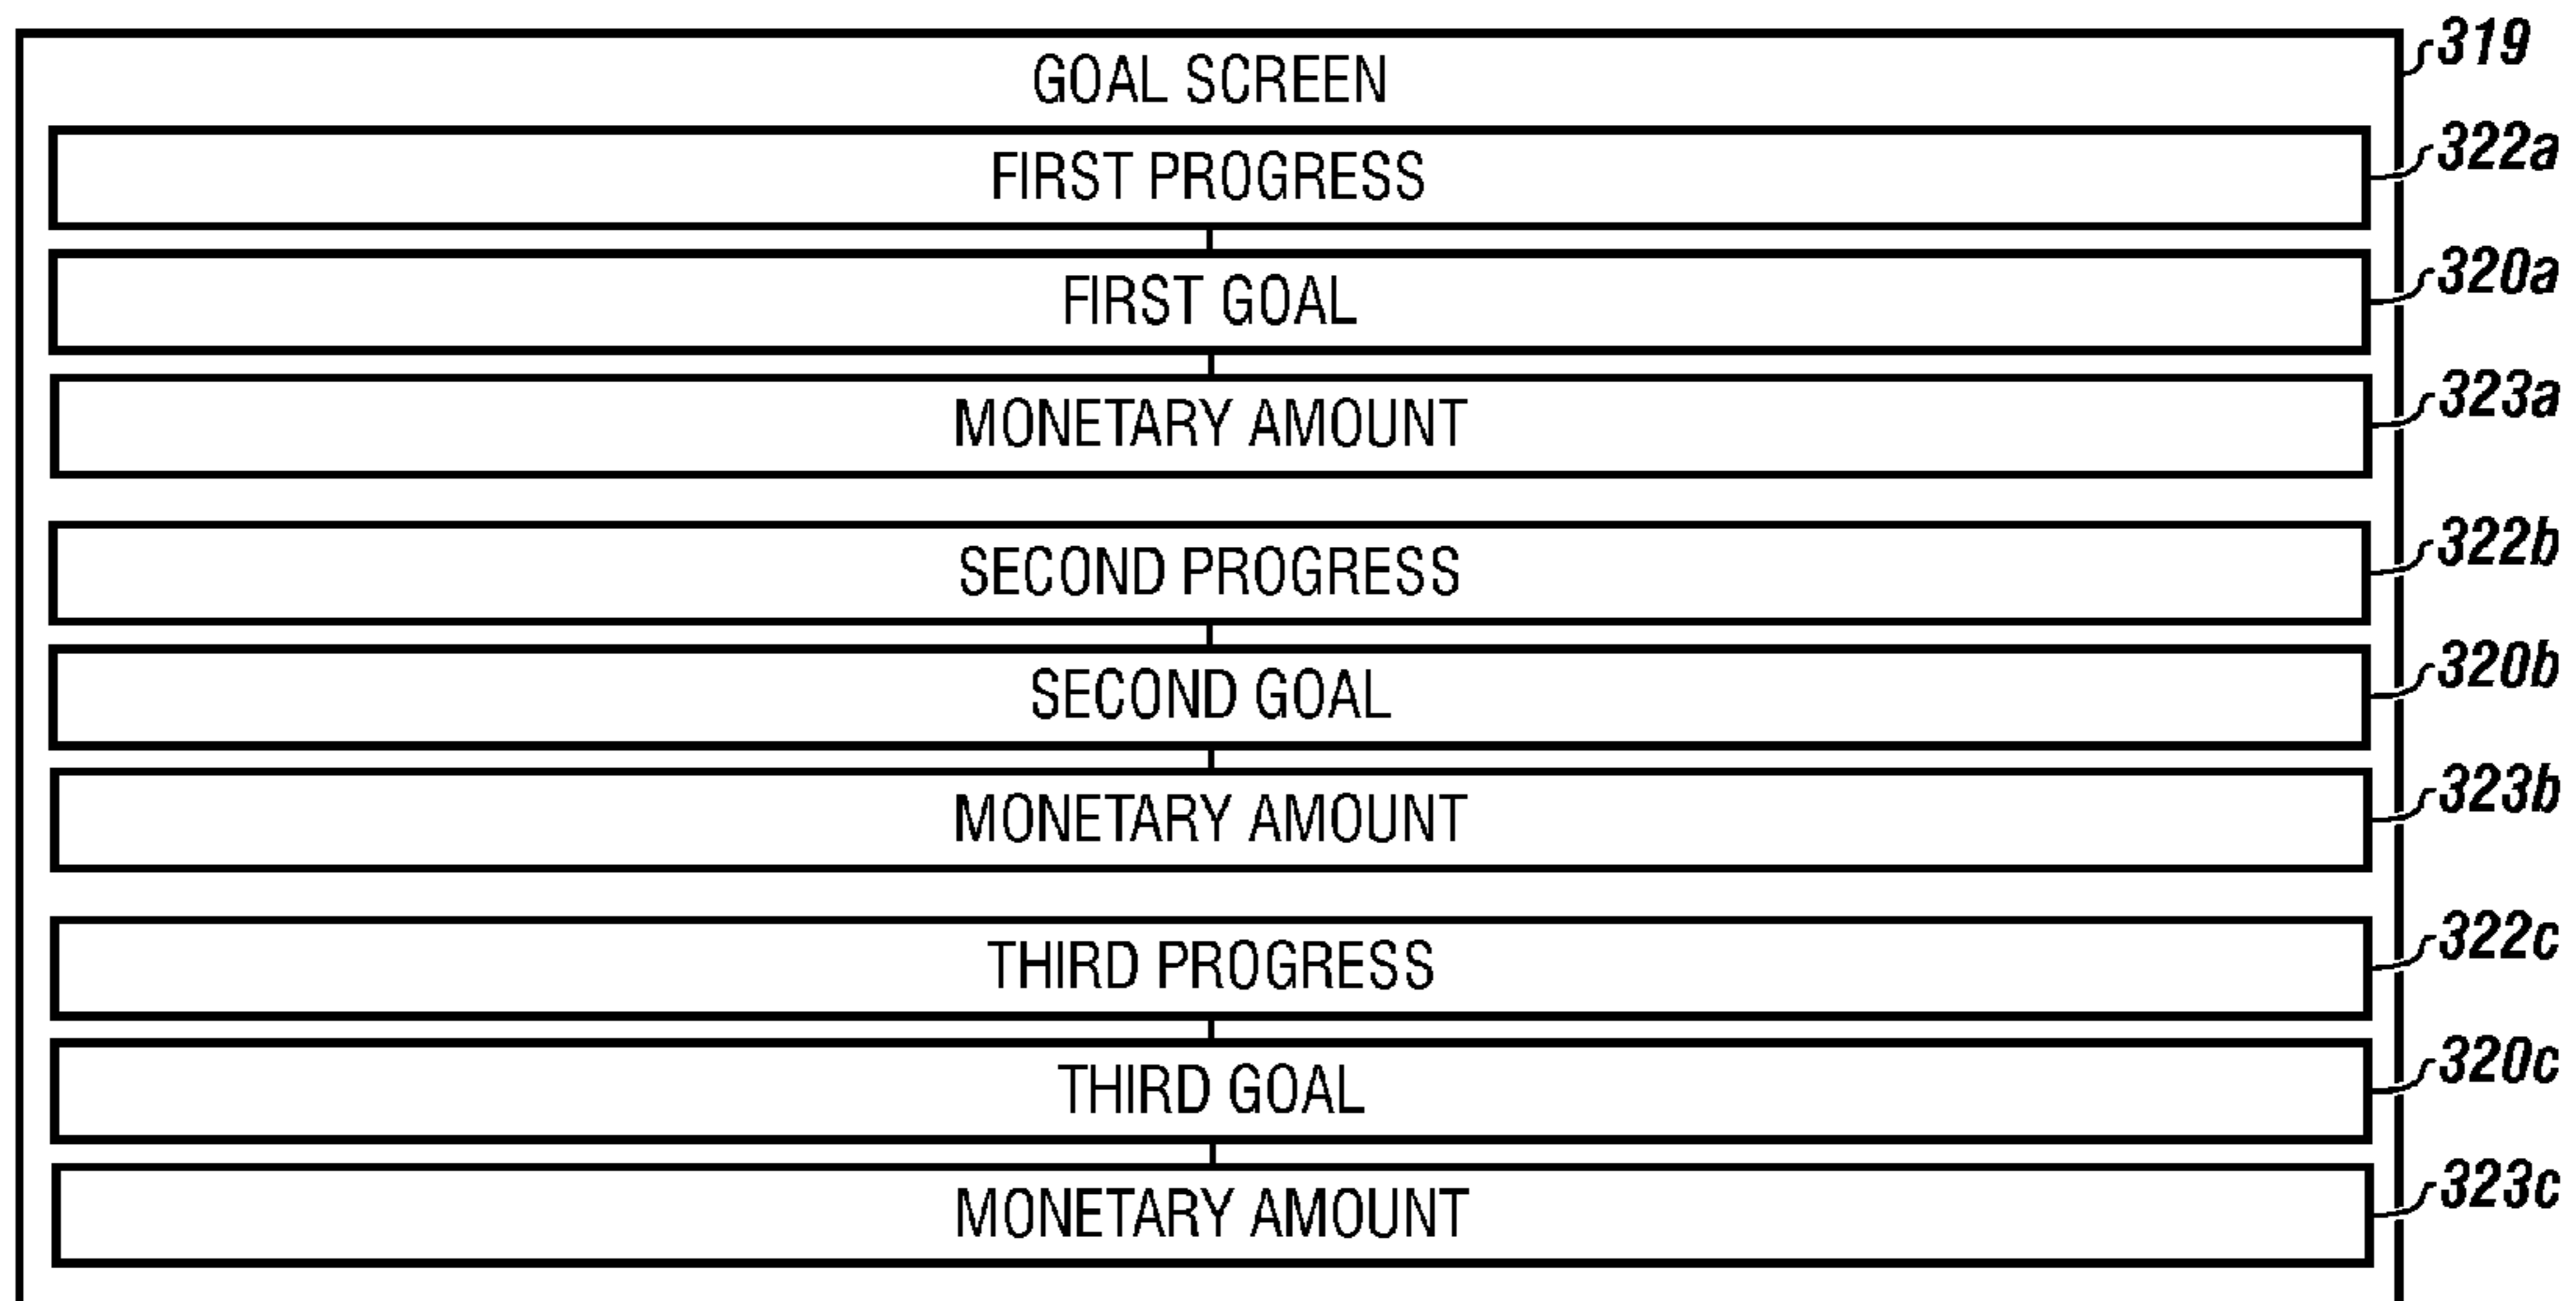 GOAL SCREEN 319
FIRST PROGRESS 322a
FIRST GOAL 320a
MONETARY AMOUNT 323a
SECOND PROGRESS 322b
SECOND GOAL 320b
MONETARY AMOUNT 323b
THIRD PROGRESS 322c
THIRD GOAL 320c
MONETARY AMOUNT 323c